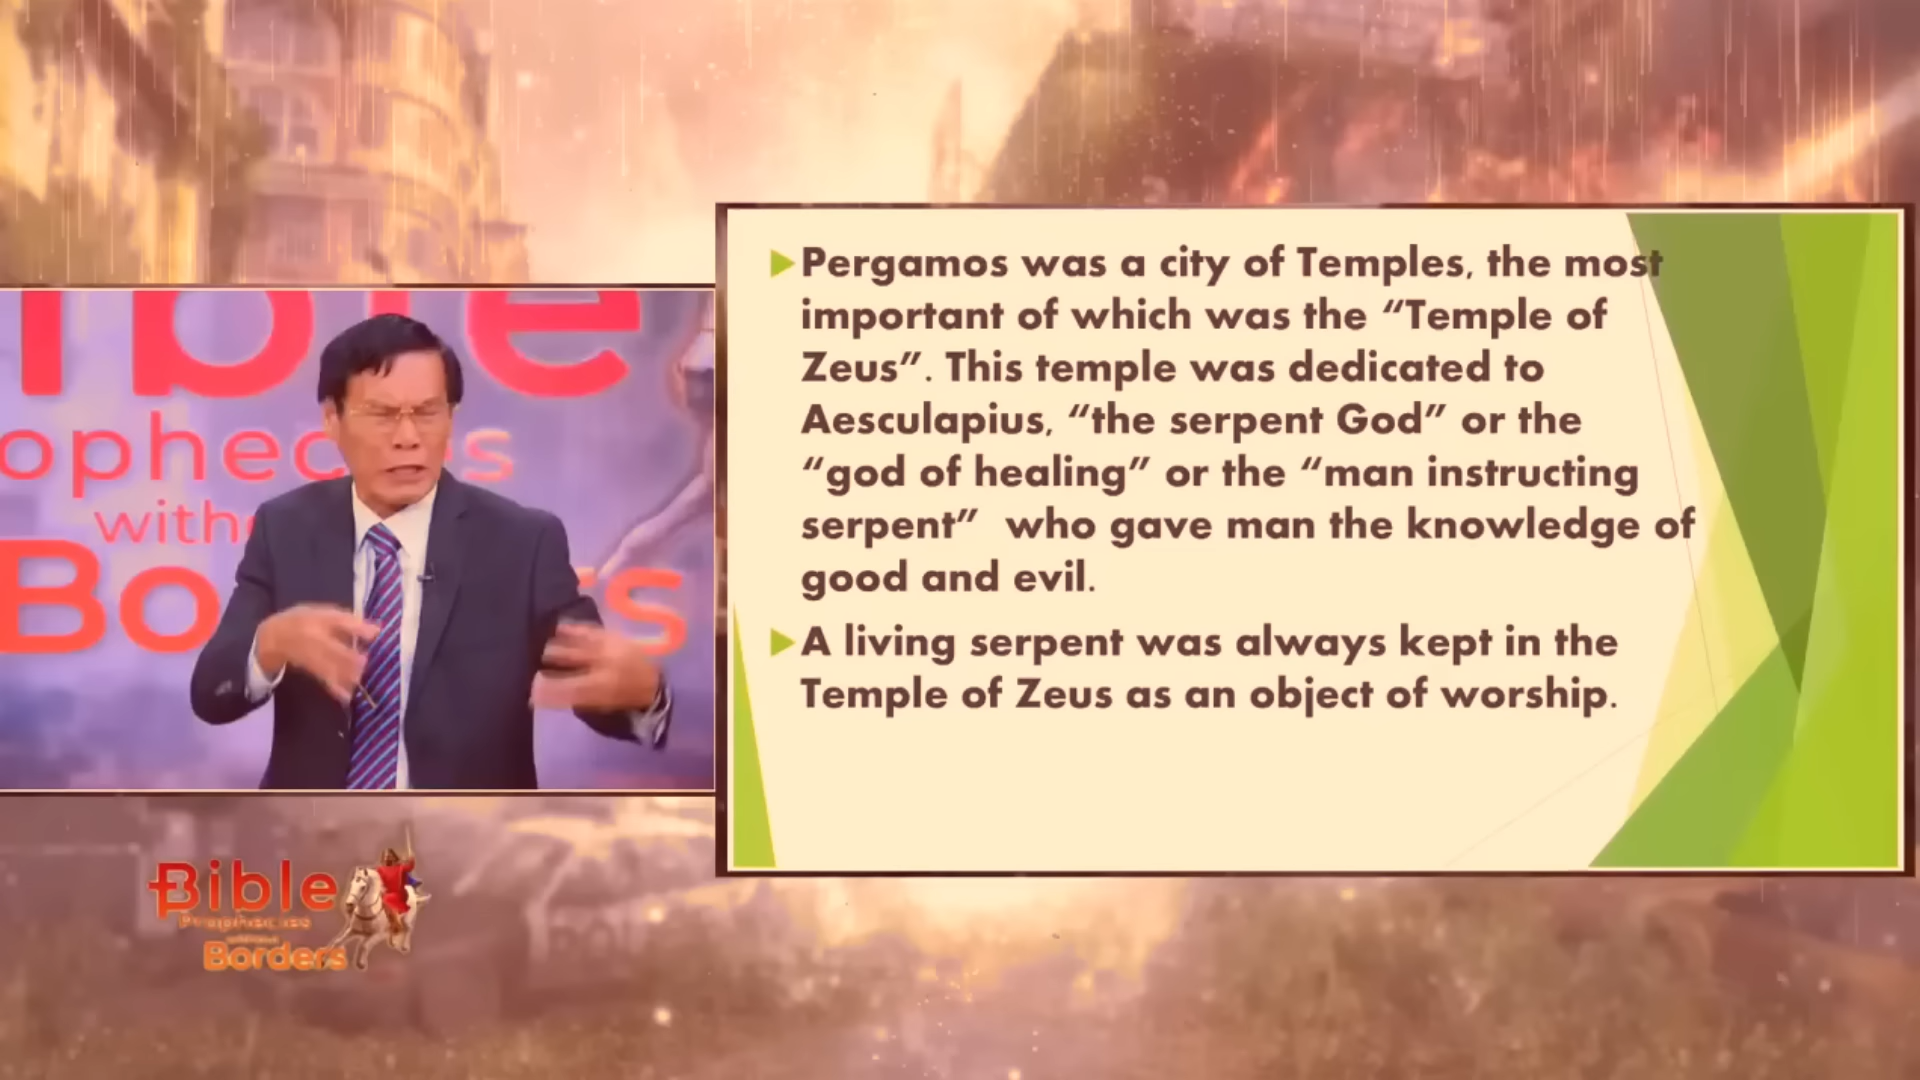 Pergamos was a city of Temples, the most
important of which was the “Temple of
Zeus”. This temple was dedicated to
Aesculapius, “the serpent God” or the
“god of healing” or the “man instructing
serpent” who gave man the knowledge of
good and evil.
A living serpent was always kept in the
Temple of Zeus as an object of worship.
Bible
Prophecies
without
Borders